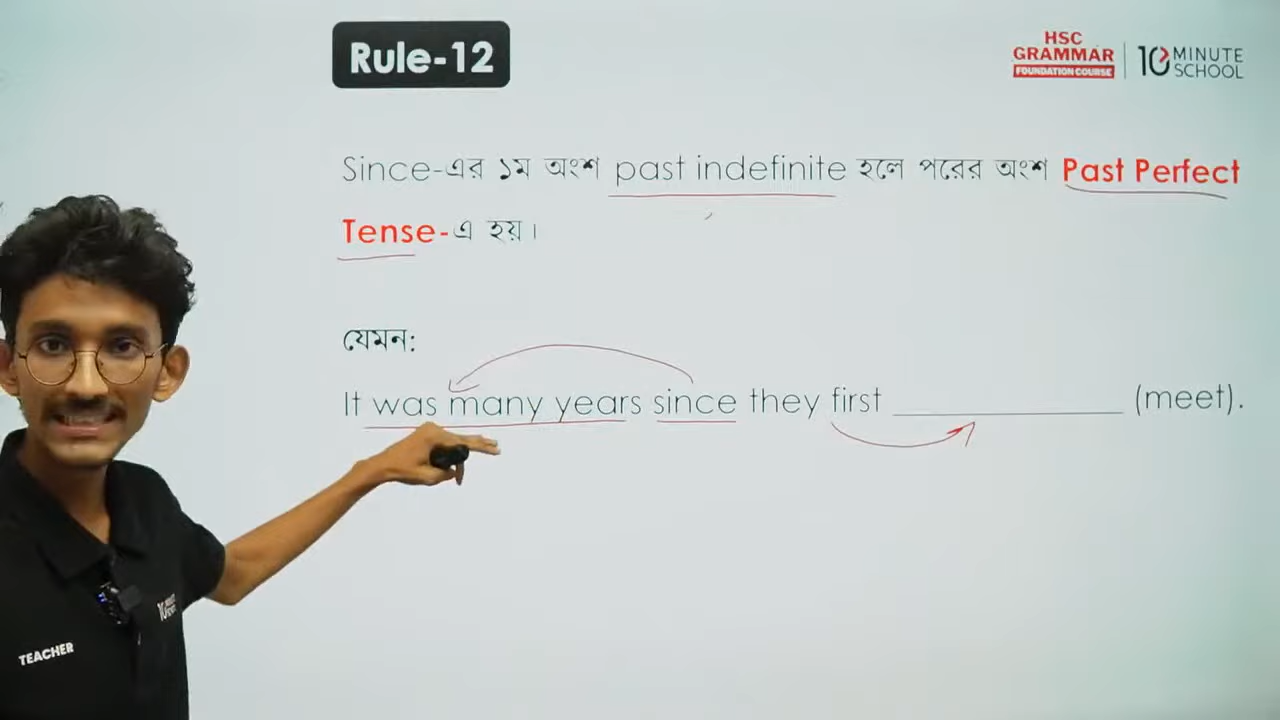 Rule-12
HSC
GRAMMAR
FOUNDATION COURSE
10 MINUTE
SCHOOL
Since-এর ১ম অংশ past indefinite হলে পরের অংশ Past Perfect
Tense-এ হয়।
যেমন:
It was many years since they first ____________ (meet).
TEACHER